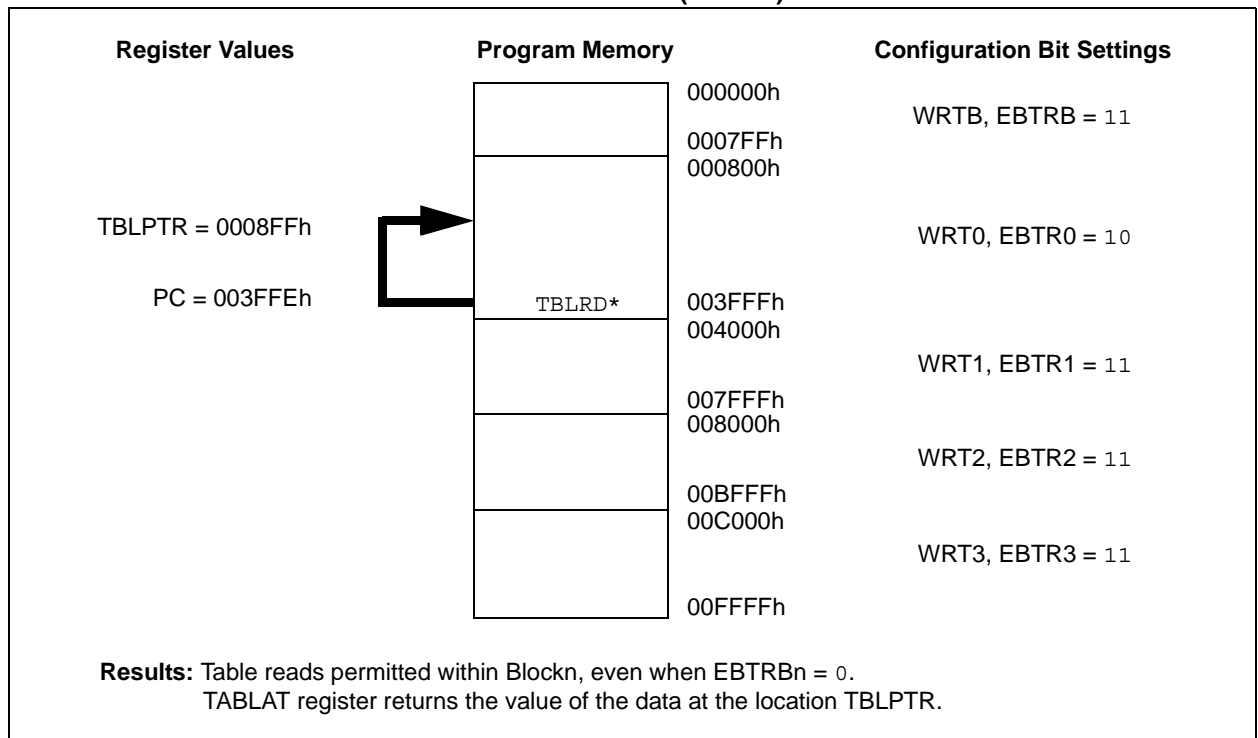 Register Values Program Memory Configuration Bit Settings
000000h
WRTB, EBTRB = 11
0007FFh
000800h
TBLPTR = 0008FFh
WRT0, EBTR0 = 10
PC = 003FFEh TBLRD* 003FFFh
004000h
WRT1, EBTR1 = 11
007FFFh
008000h
WRT2, EBTR2 = 11
00BFFFh
00C000h
WRT3, EBTR3 = 11
00FFFFh
Results: Table reads permitted within Blockn, even when EBTRBn = 0.
TABLAT register returns the value of the data at the location TBLPTR.